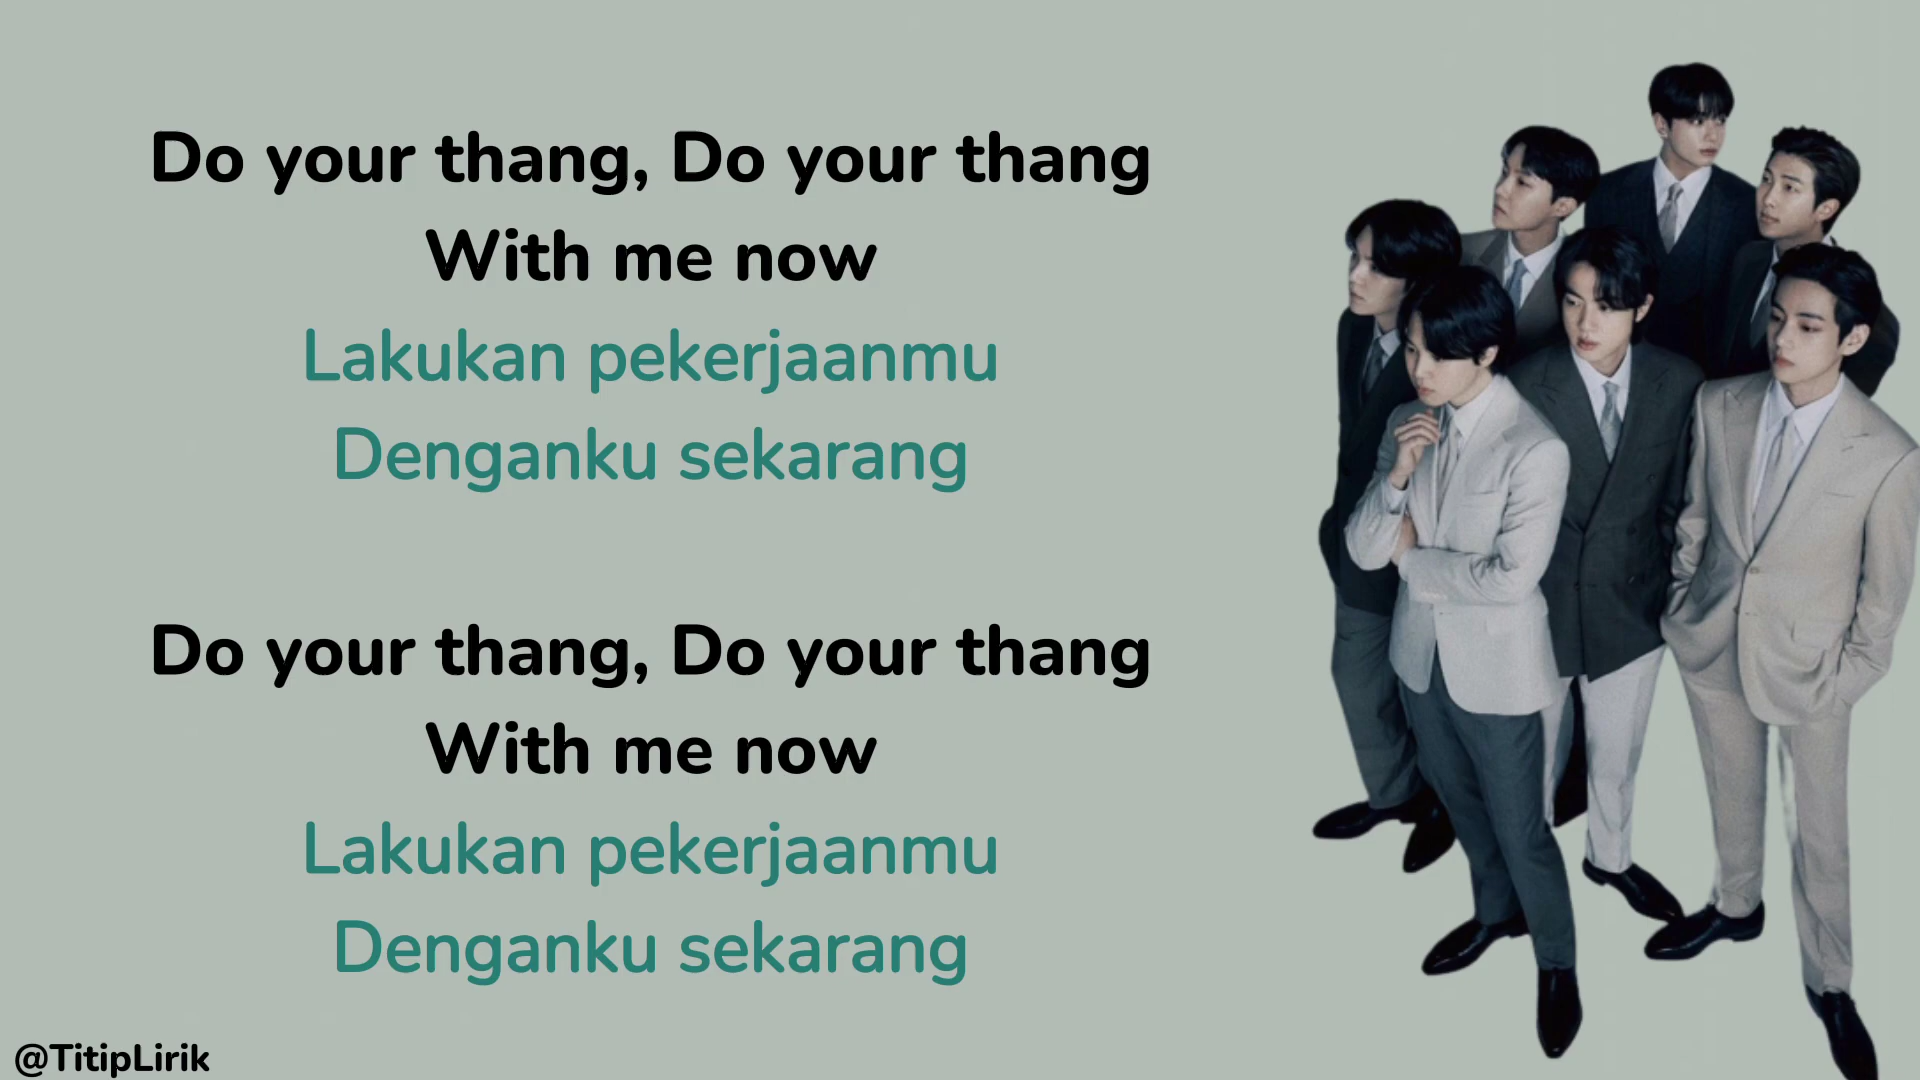 Do your thang, Do your thang
With me now
Lakukan pekerjaanmu
Denganku sekarang
Do your thang, Do your thang
With me now
Lakukan pekerjaanmu
Denganku sekarang
@TitipLirik